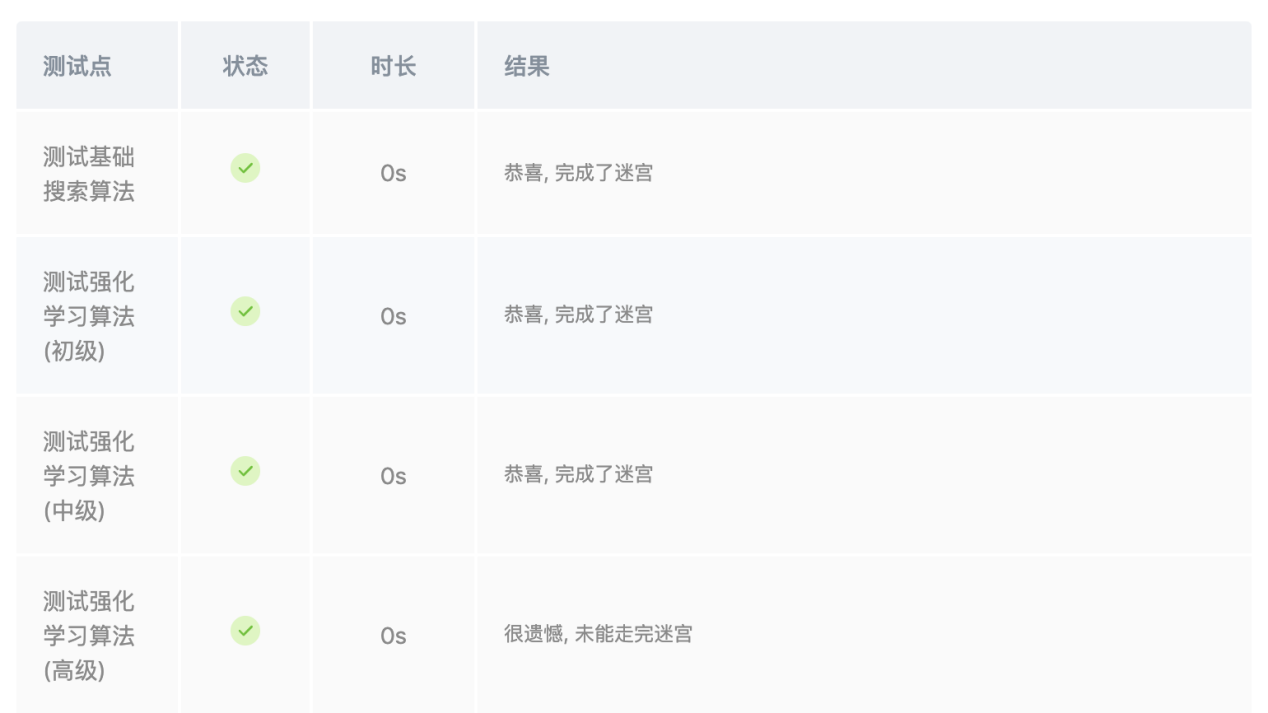 测试点 状态 时长 结果
测试基础
搜索算法
0s 恭喜, 完成了迷宫
测试强化
学习算法
(初级)
0s 恭喜, 完成了迷宫
测试强化
学习算法
(中级)
0s 恭喜, 完成了迷宫
测试强化
学习算法
(高级)
0s 很遗憾, 未能走完迷宫